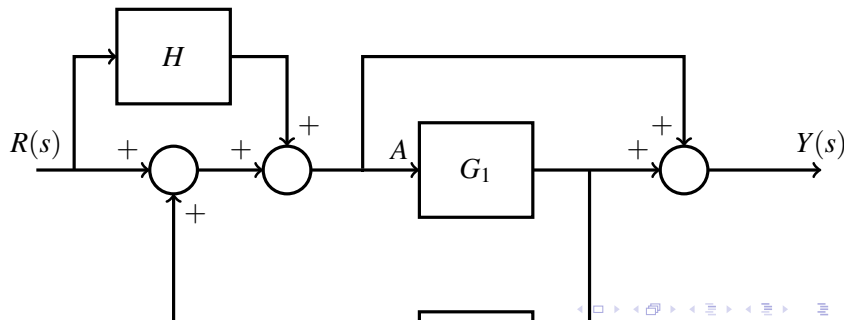 H
+
R(s) + + A G₁ + + Y(s)
+